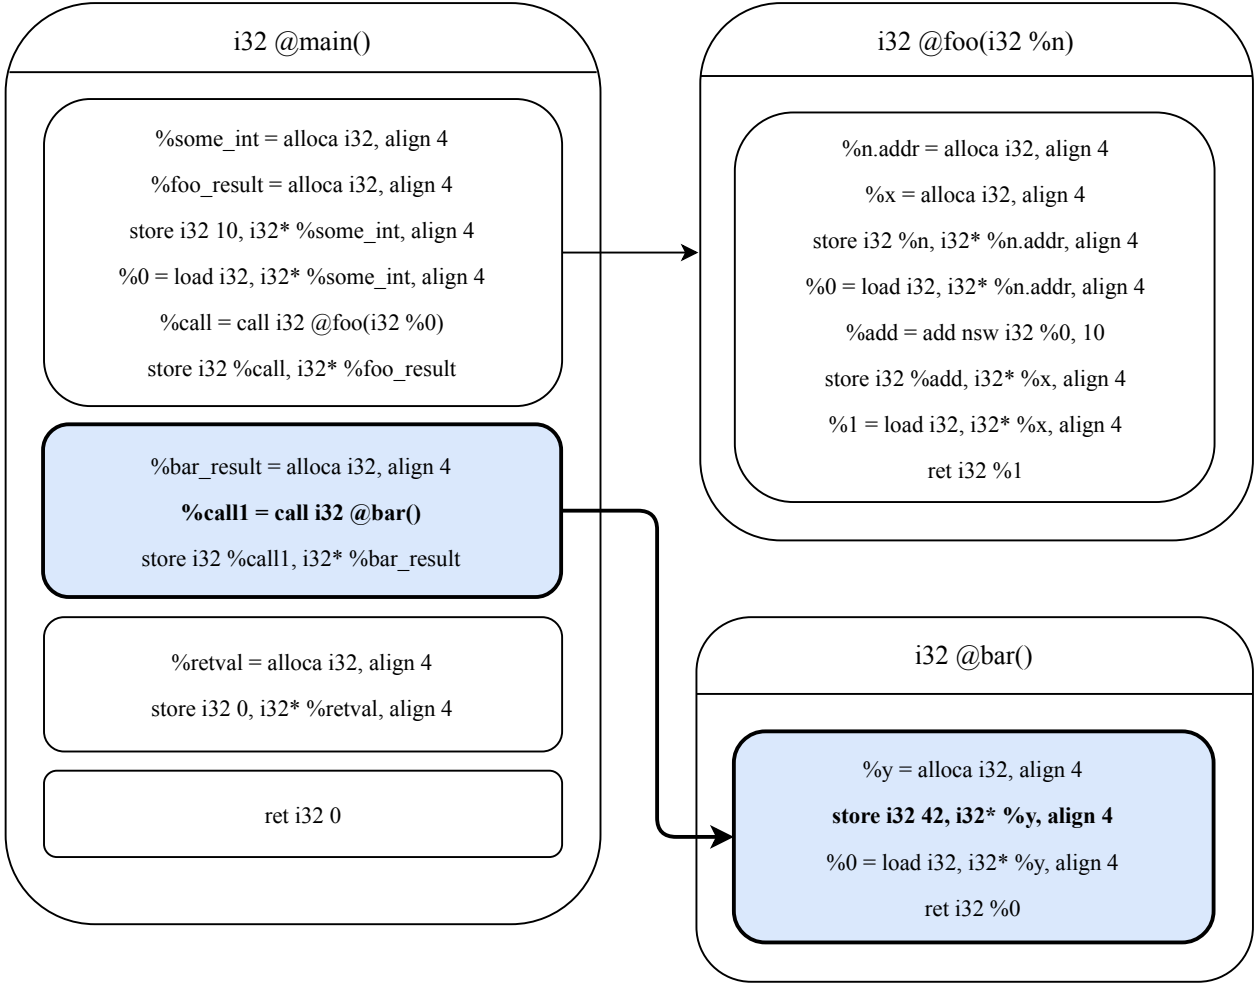 i32 @main()
%some_int = alloca i32, align 4
%foo_result = alloca i32, align 4
store i32 10, i32* %some_int, align 4
%0 = load i32, i32* %some_int, align 4
%call = call i32 @foo(i32 %0)
store i32 %call, i32* %foo_result
%bar_result = alloca i32, align 4
%call1 = call i32 @bar()
store i32 %call1, i32* %bar_result
%retval = alloca i32, align 4
store i32 0, i32* %retval, align 4
ret i32 0
i32 @foo(i32 %n)
%n.addr = alloca i32, align 4
%x = alloca i32, align 4
store i32 %n, i32* %n.addr, align 4
%0 = load i32, i32* %n.addr, align 4
%add = add nsw i32 %0, 10
store i32 %add, i32* %x, align 4
%1 = load i32, i32* %x, align 4
ret i32 %1
i32 @bar()
%y = alloca i32, align 4
store i32 42, i32* %y, align 4
%0 = load i32, i32* %y, align 4
ret i32 %0